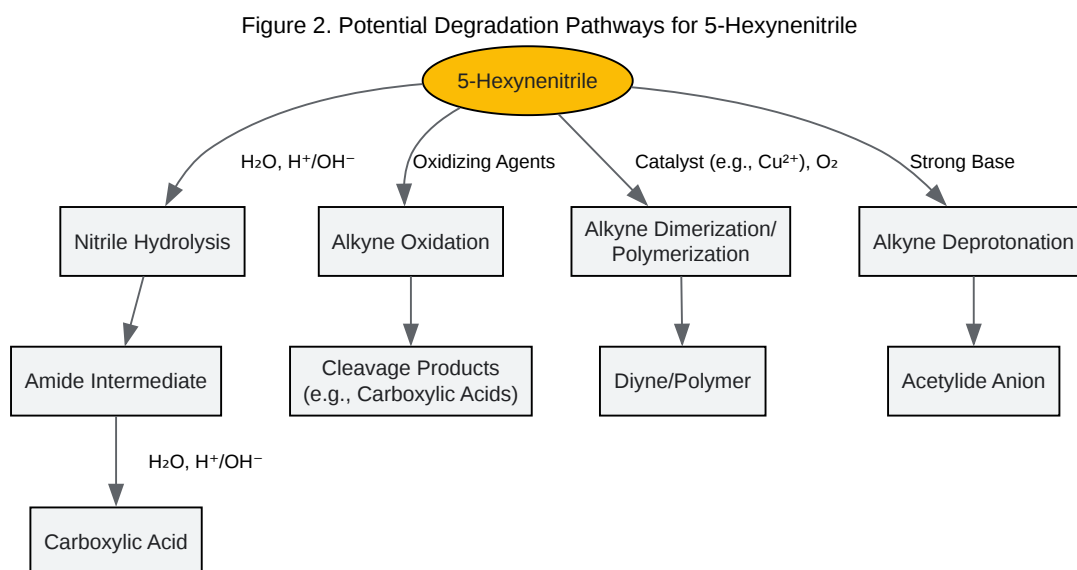 Figure 2. Potential Degradation Pathways for 5-Hexynenitrile
5-Hexynenitrile
H₂O, H⁺/OH⁻
Oxidizing Agents
Catalyst (e.g., Cu²⁺), O₂
Strong Base
Nitrile Hydrolysis
Alkyne Oxidation
Alkyne Dimerization/
Polymerization
Alkyne Deprotonation
Amide Intermediate
Cleavage Products
(e.g., Carboxylic Acids)
Diyne/Polymer
Acetylide Anion
H₂O, H⁺/OH⁻
Carboxylic Acid